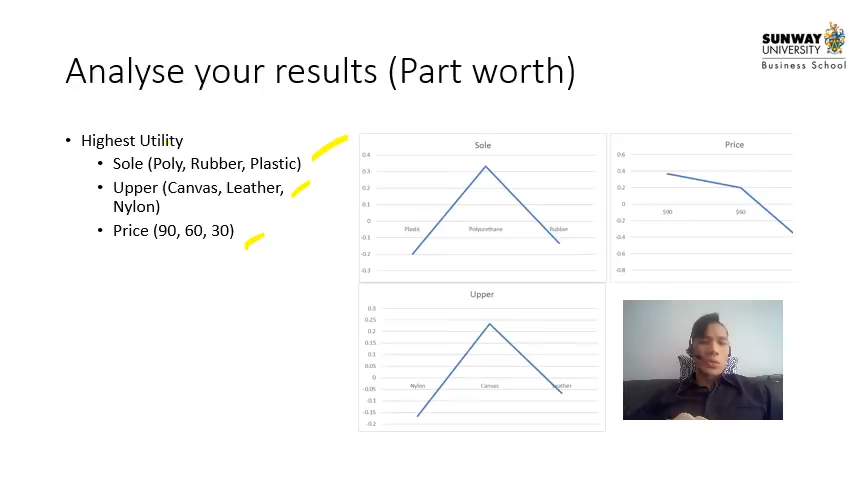 SUNWAY
UNIVERSITY
Business School
Analyse your results (Part worth)
• Highest Utility
• Sole (Poly, Rubber, Plastic)
• Upper (Canvas, Leather,
Nylon)
• Price (90, 60, 30)
Sole
0.4
0.3
0.2
0.1
0
-0.1
-0.2
-0.3
Plastic
Polyurethane
Rubber
Price
0.6
0.4
0.2
0
-0.2
-0.4
-0.6
-0.8
$90
$60
Upper
0.3
0.25
0.2
0.15
0.1
0.05
0
-0.05
-0.1
-0.15
-0.2
Nylon
Canvas
Leather